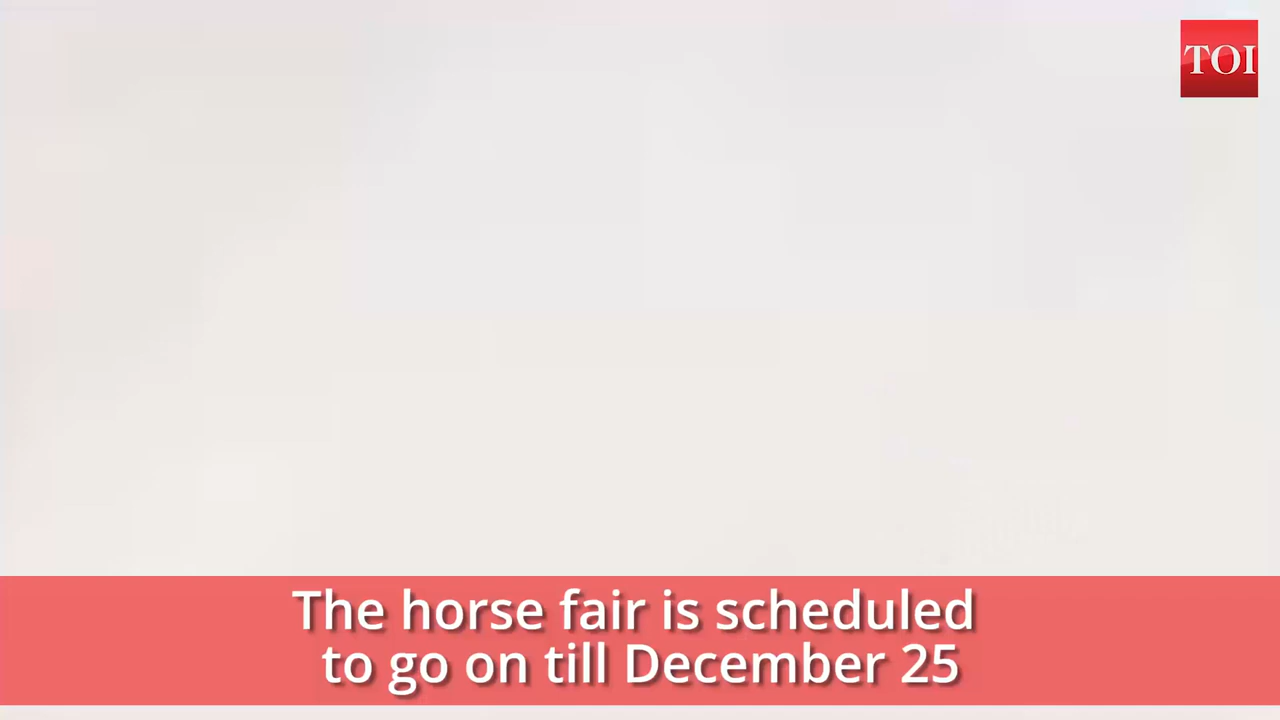 TOI
The horse fair is scheduled
to go on till December 25